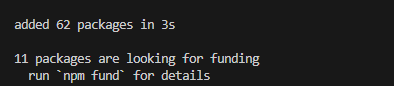 added 62 packages in 3s
11 packages are looking for funding
run `npm fund` for details